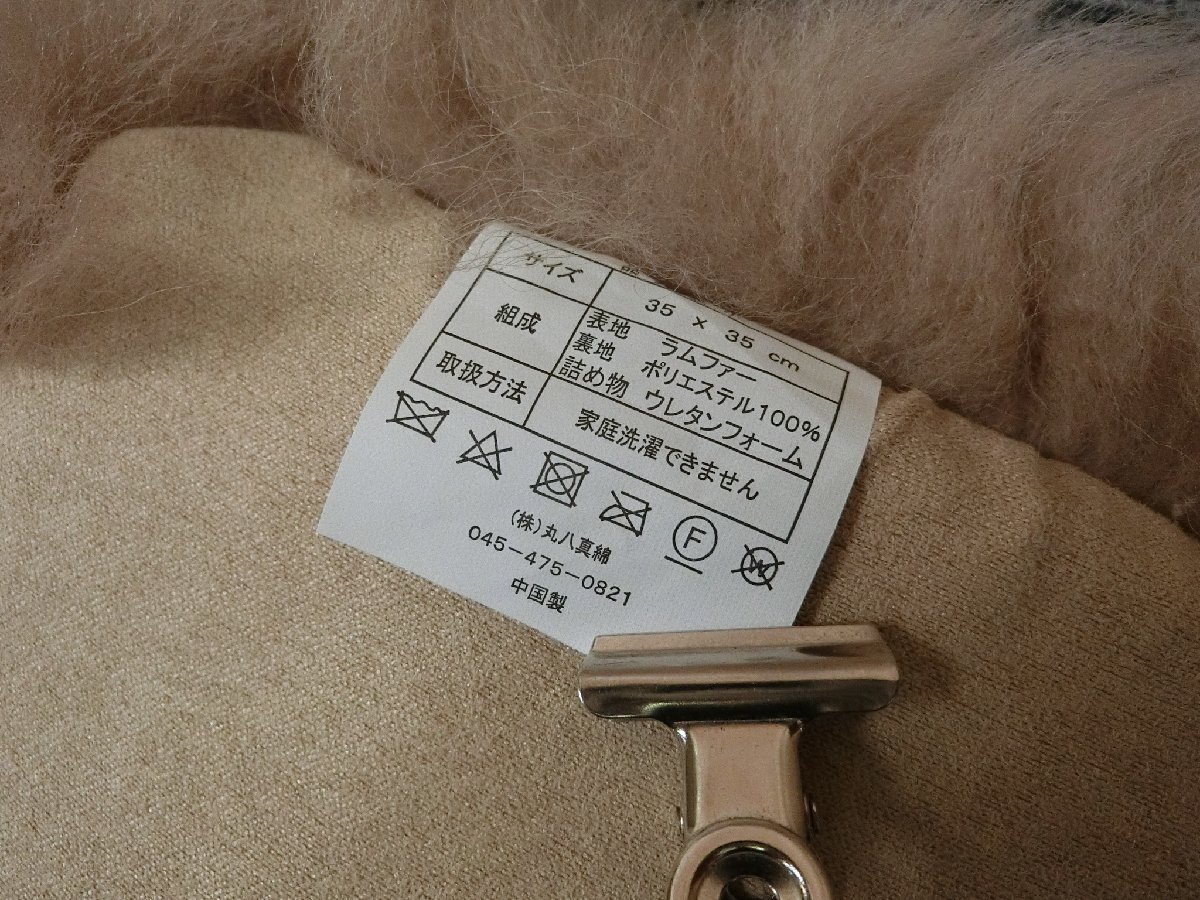 サイズ 35 × 35 cm
組成 表地 ラムファー
裏地 ポリエステル100%
詰め物 ウレタンフォーム
取扱方法 家庭洗濯できません
F W
(株)丸八真綿
045-475-0821
中国製